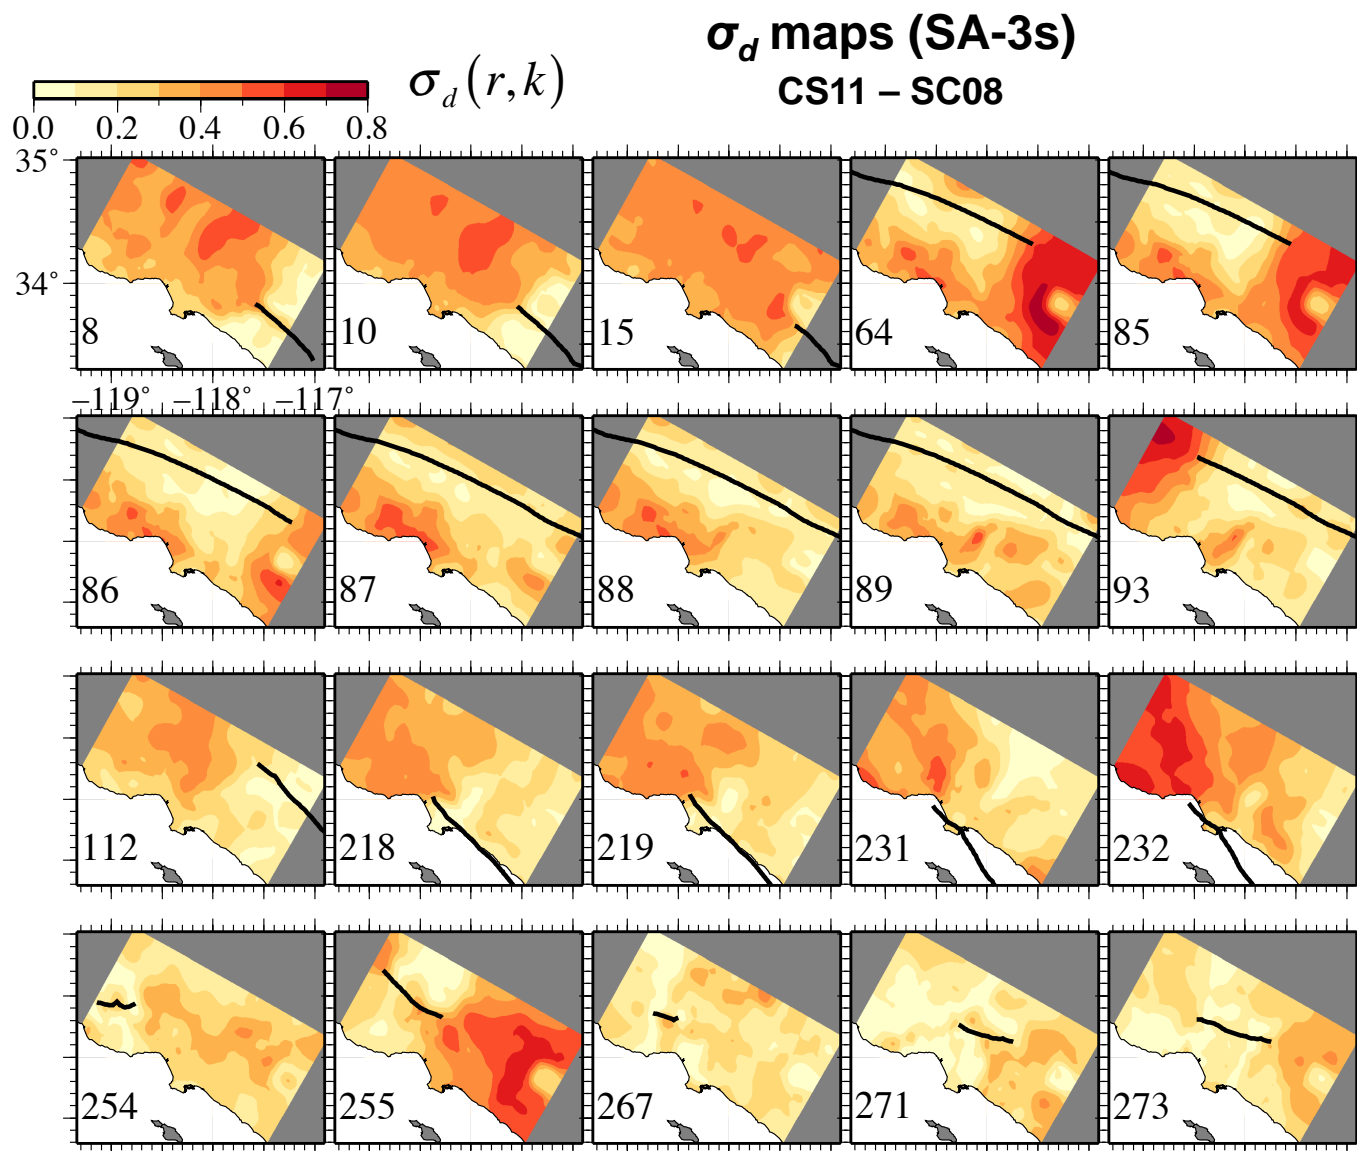 σd maps (SA-3s)
CS11 – SC08
σd(r,k)
0.0 0.2 0.4 0.6 0.8
35°
34°
8 10 15 64 85
−119° −118° −117°
86 87 88 89 93
112 218 219 231 232
254 255 267 271 273